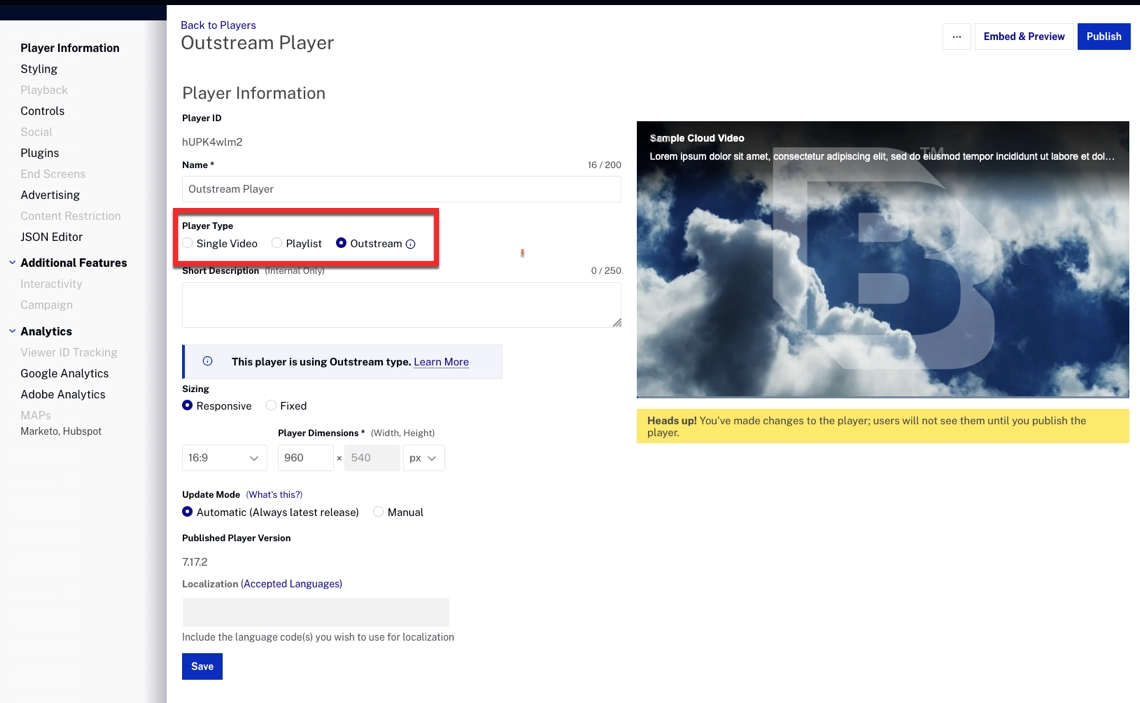 Back to Players
Outstream Player
...
Embed & Preview
Publish
Player Information
Styling
Playback
Controls
Social
Plugins
End Screens
Advertising
Content Restriction
JSON Editor
Additional Features
Interactivity
Campaign
Analytics
Viewer ID Tracking
Google Analytics
Adobe Analytics
MAPs
Marketo, Hubspot
Player Information
Player ID
hUPK4wlm2
Name * 16 / 200
Outstream Player
Player Type
Single Video Playlist Outstream
Short Description (Internal Only) 0 / 250
This player is using Outstream type. Learn More
Sizing
Responsive Fixed
Player Dimensions * (Width, Height)
16:9 960 × 540 px
Update Mode (What's this?)
Automatic (Always latest release) Manual
Published Player Version
7.17.2
Localization (Accepted Languages)
Include the language code(s) you wish to use for localization
Save
Sample Cloud Video
Lorem ipsum dolor sit amet, consectetur adipiscing elit, sed do eiusmod tempor incididunt ut labore et dol...
B
TM
Heads up! You've made changes to the player; users will not see them until you publish the
player.